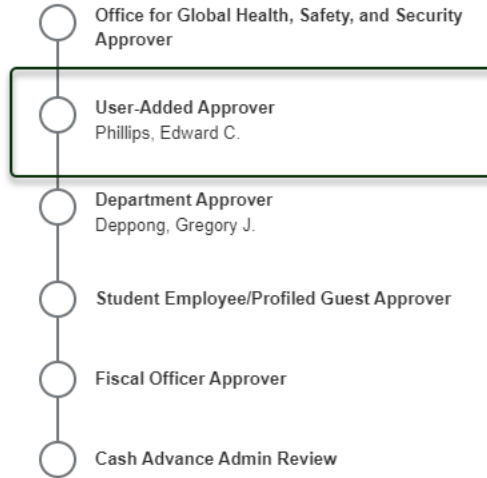 Office for Global Health, Safety, and Security
Approver
User-Added Approver
Phillips, Edward C.
Department Approver
Deppong, Gregory J.
Student Employee/Profiled Guest Approver
Fiscal Officer Approver
Cash Advance Admin Review